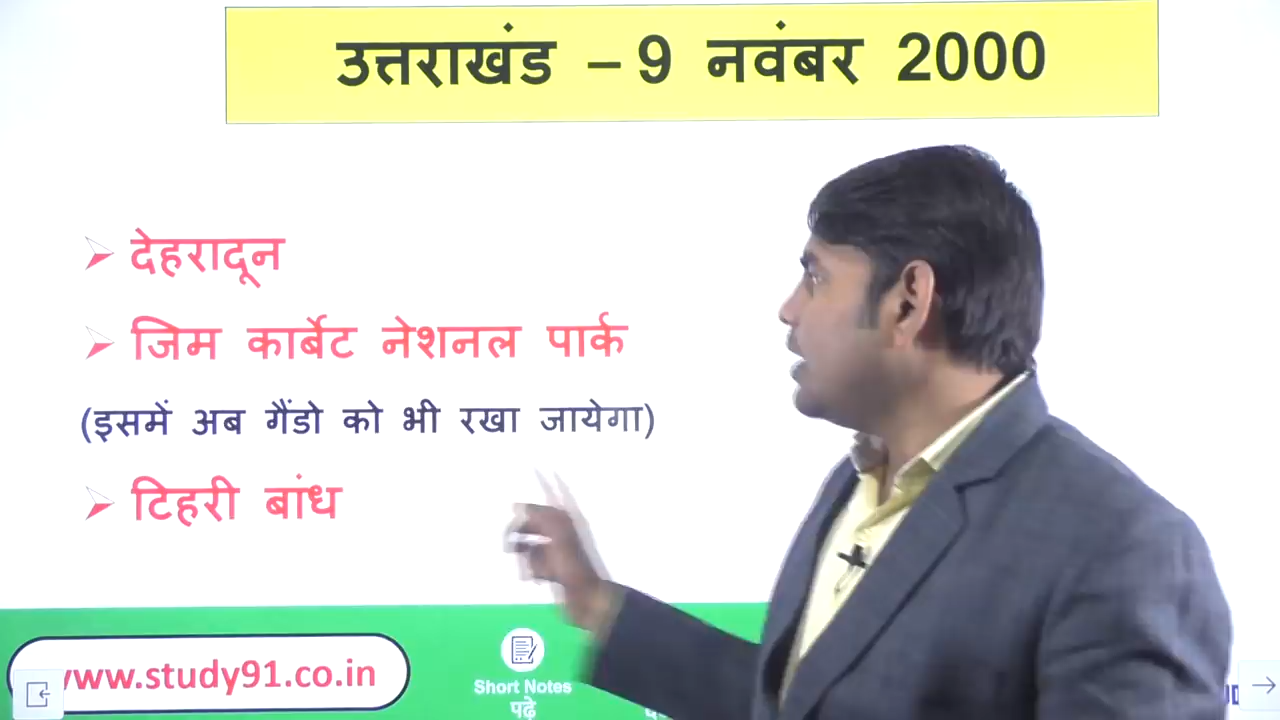 उत्तराखंड – 9 नवंबर 2000
देहरादून
जिम कार्बेट नेशनल पार्क
(इसमें अब गैंडो को भी रखा जायेगा)
टिहरी बांध
www.study91.co.in
Short Notes
पढ़े